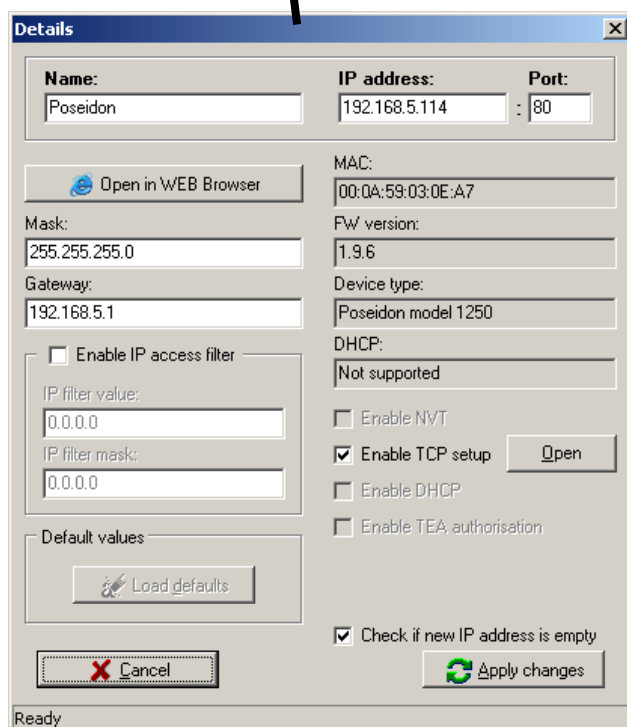 Details
Name:
Poseidon
IP address:
192.168.5.114
:
Port:
80
Open in WEB Browser
Mask:
255.255.255.0
Gateway:
192.168.5.1
Enable IP access filter
IP filter value:
0.0.0.0
IP filter mask:
0.0.0.0
Default values
Load defaults
Cancel
MAC:
00:0A:59:03:0E:A7
FW version:
1.9.6
Device type:
Poseidon model 1250
DHCP:
Not supported
Enable NVT
Enable TCP setup
Open
Enable DHCP
Enable TEA authorisation
Check if new IP address is empty
Apply changes
Ready